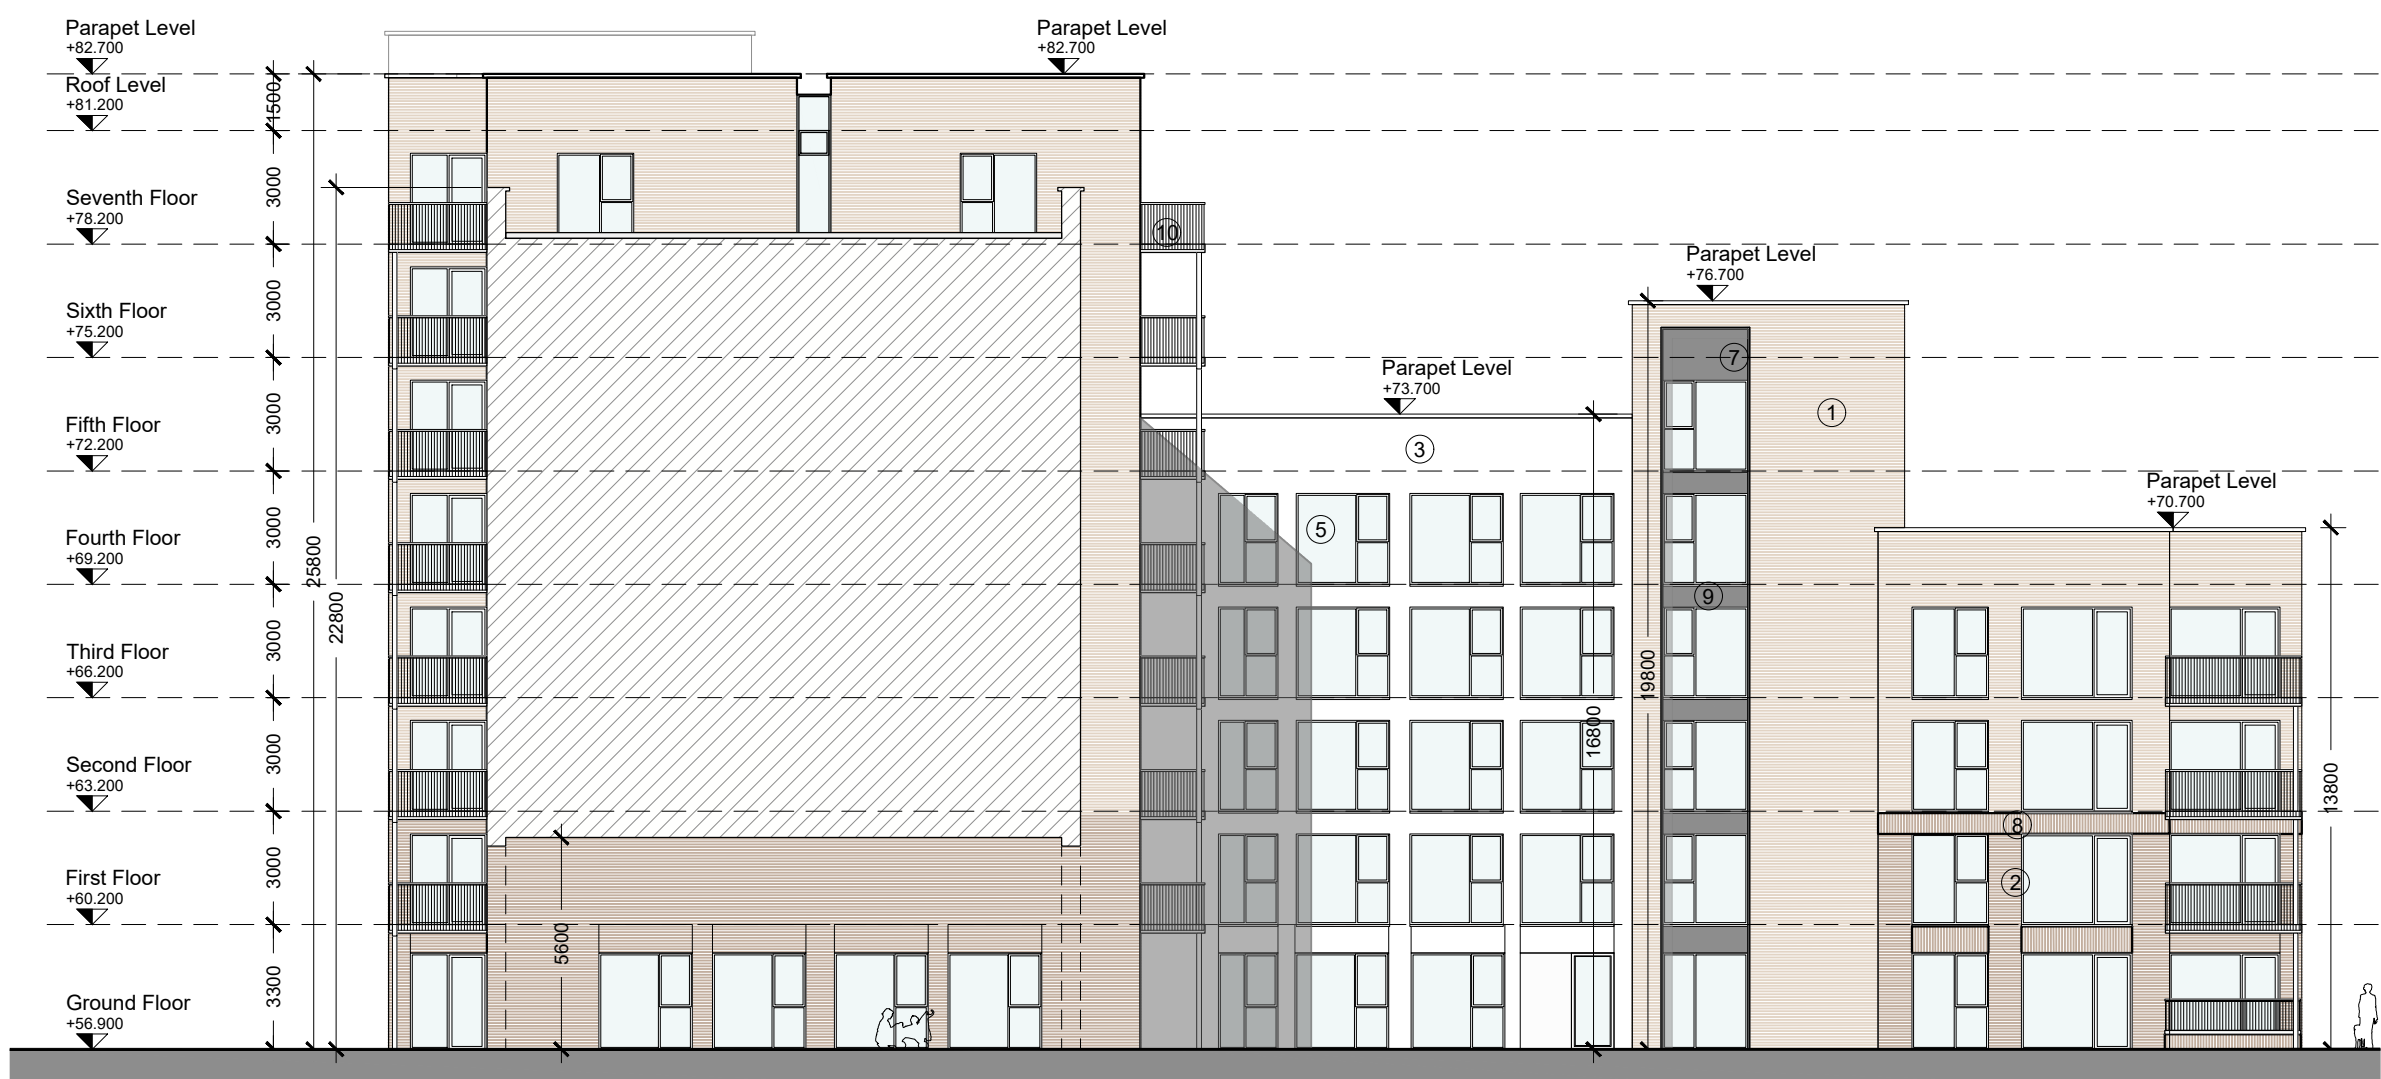 Parapet Level
+82.700
Parapet Level
+82.700
Roof Level
+81.200
1500
3000
Seventh Floor
+78.200
10
3000
Parapet Level
+76.700
Sixth Floor
+75.200
7
3000
Parapet Level
+73.700
1
Fifth Floor
+72.200
3
3000
Parapet Level
+70.700
5
Fourth Floor
+69.200
25800
22800
9
3000
Third Floor
+66.200
19800
16800
3000
Second Floor
+63.200
13800
8
3000
First Floor
+60.200
2
5600
3300
Ground Floor
+56.900